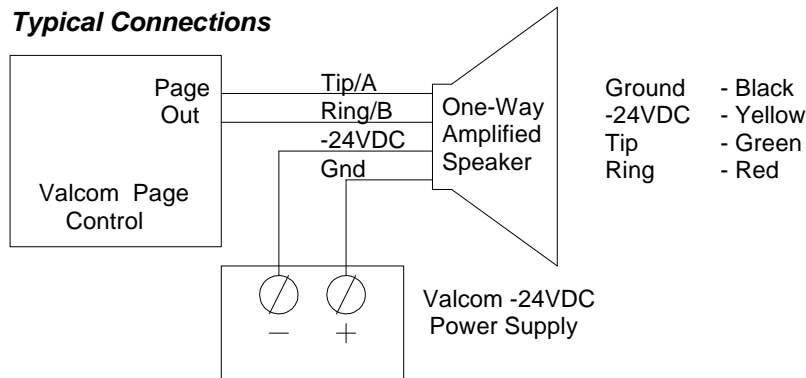 Typical Connections
Page
Out
Valcom Page
Control
Tip/A
Ring/B
-24VDC
Gnd
One-Way
Amplified
Speaker
Ground - Black
-24VDC - Yellow
Tip - Green
Ring - Red
— +
Valcom -24VDC
Power Supply